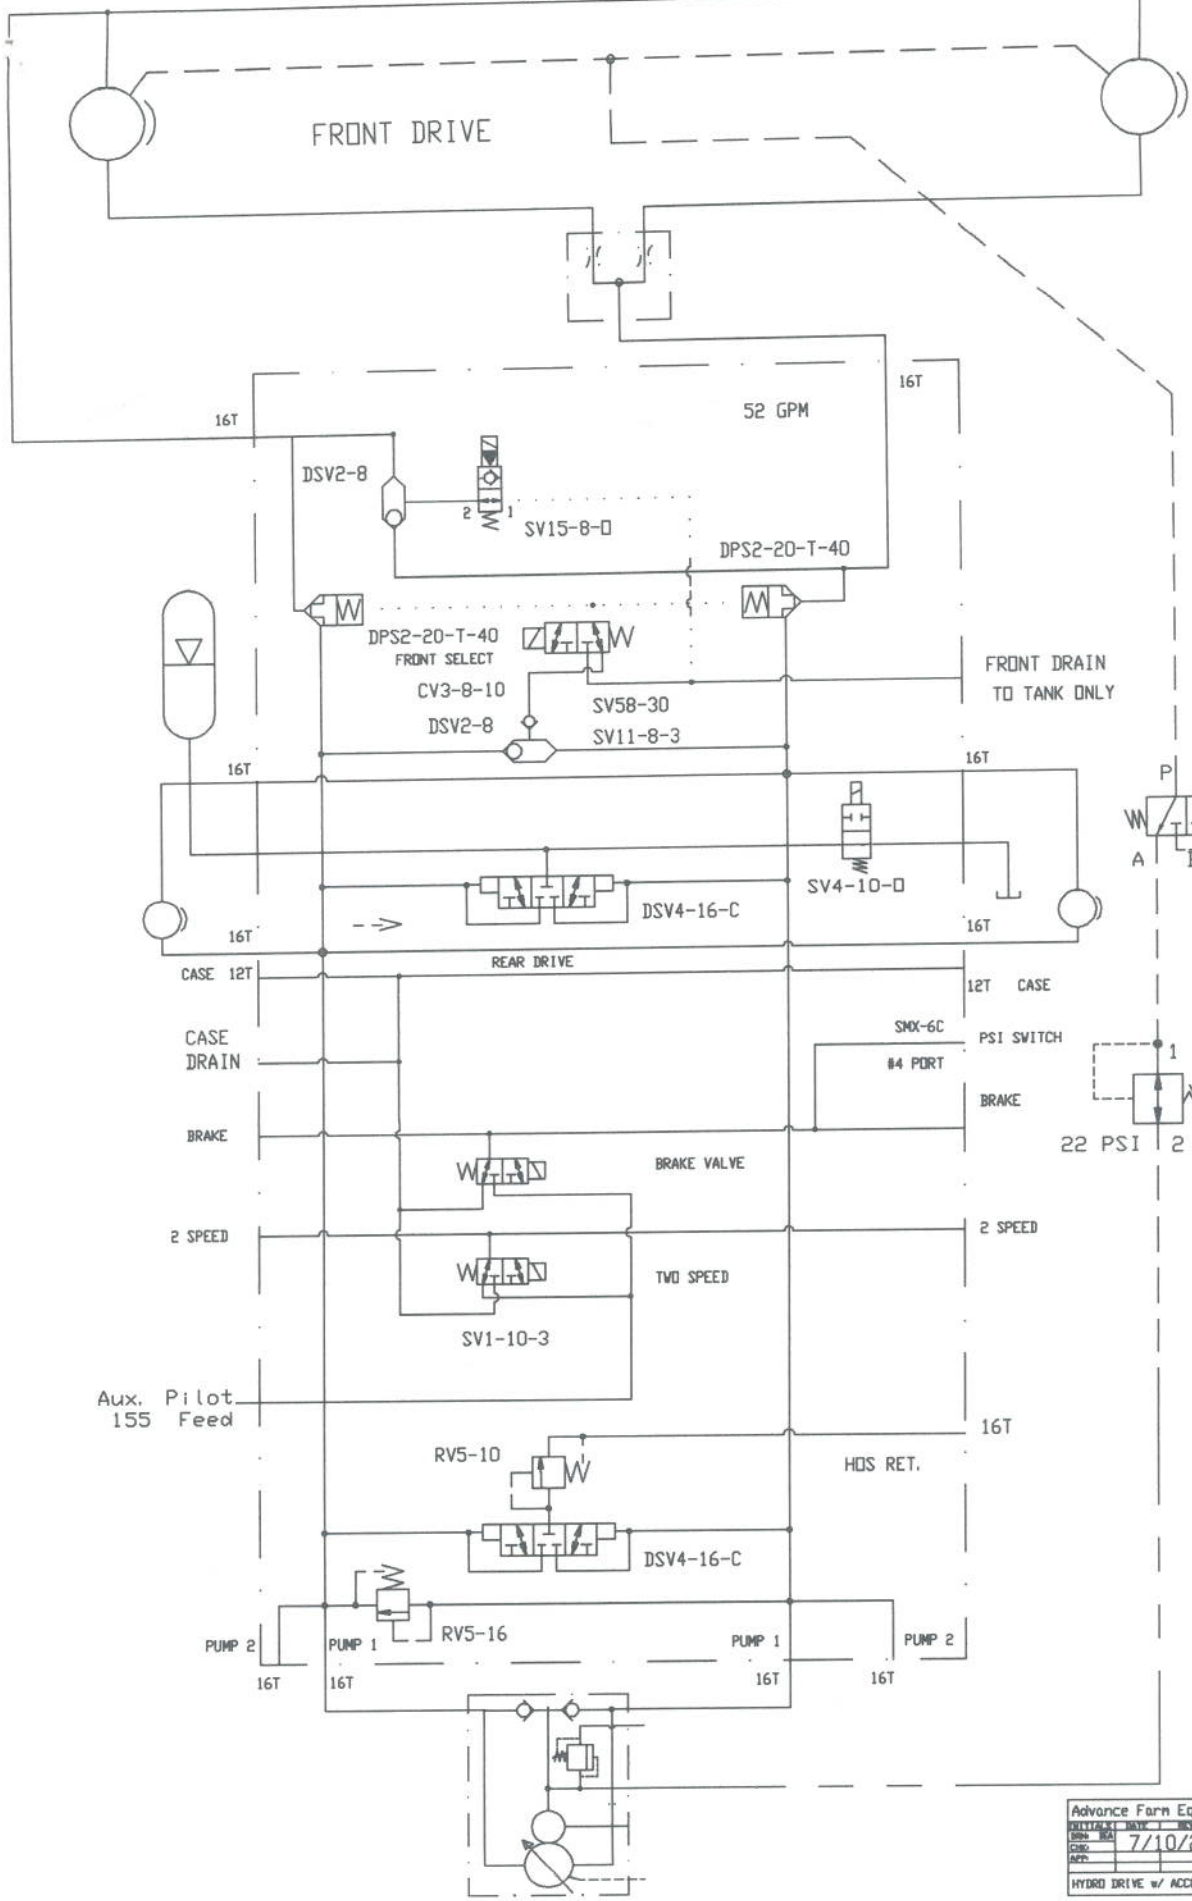 FRONT DRIVE
16T
52 GPM
16T
DSV2-8
2 1
SV15-8-O
DPS2-20-T-40
DPS2-20-T-40
FRONT SELECT
CV3-8-10
SV58-30
DSV2-8
SV11-8-3
FRONT DRAIN
TO TANK ONLY
16T
16T
P
A
SV4-10-O
DSV4-16-C
16T
16T
REAR DRIVE
CASE 12T
12T CASE
CASE
DRAIN
SMX-6C
#4 PORT
PSI SWITCH
1
BRAKE
BRAKE
22 PSI 2
BRAKE VALVE
2 SPEED
2 SPEED
TWO SPEED
SV1-10-3
Aux. Pilot
155 Feed
RV5-10
16T
HOS RET.
DSV4-16-C
RV5-16
PUMP 2
PUMP 1
PUMP 1
PUMP 2
16T
16T
16T
16T
Advance Farm
INITIALS DATE
7/10/
HYDRO DRIVE w/